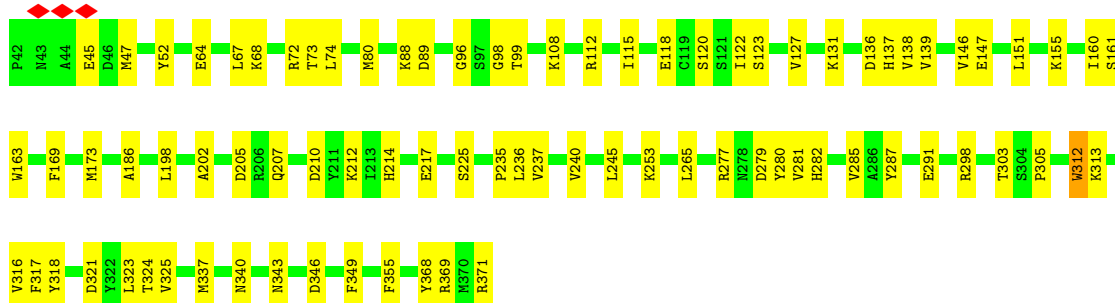 P42 N43 A44 E45 D46 M47 Y52 E64 L67 K68 R72 T73 L74 M80 K88 D89 G96 S97 G98 T99 K108 R112 I115 E118 C119 S120 S121 I122 S123 V127 K131 D136 H137 V138 V139 V146 E147 L151 K155 I160 S161
W163 F169 M173 A186 L198 A202 D205 R206 Q207 D210 Y211 K212 I213 H214 E217 S225 P235 L236 V237 V240 L245 K253 L265 R277 N278 D279 Y280 V281 H282 V285 A286 Y287 E291 R298 T303 S304 P305 W312 K313
V316 F317 Y318 D321 Y322 L323 T324 V325 M337 N340 N343 D346 F349 F355 Y368 R369 M370 R371